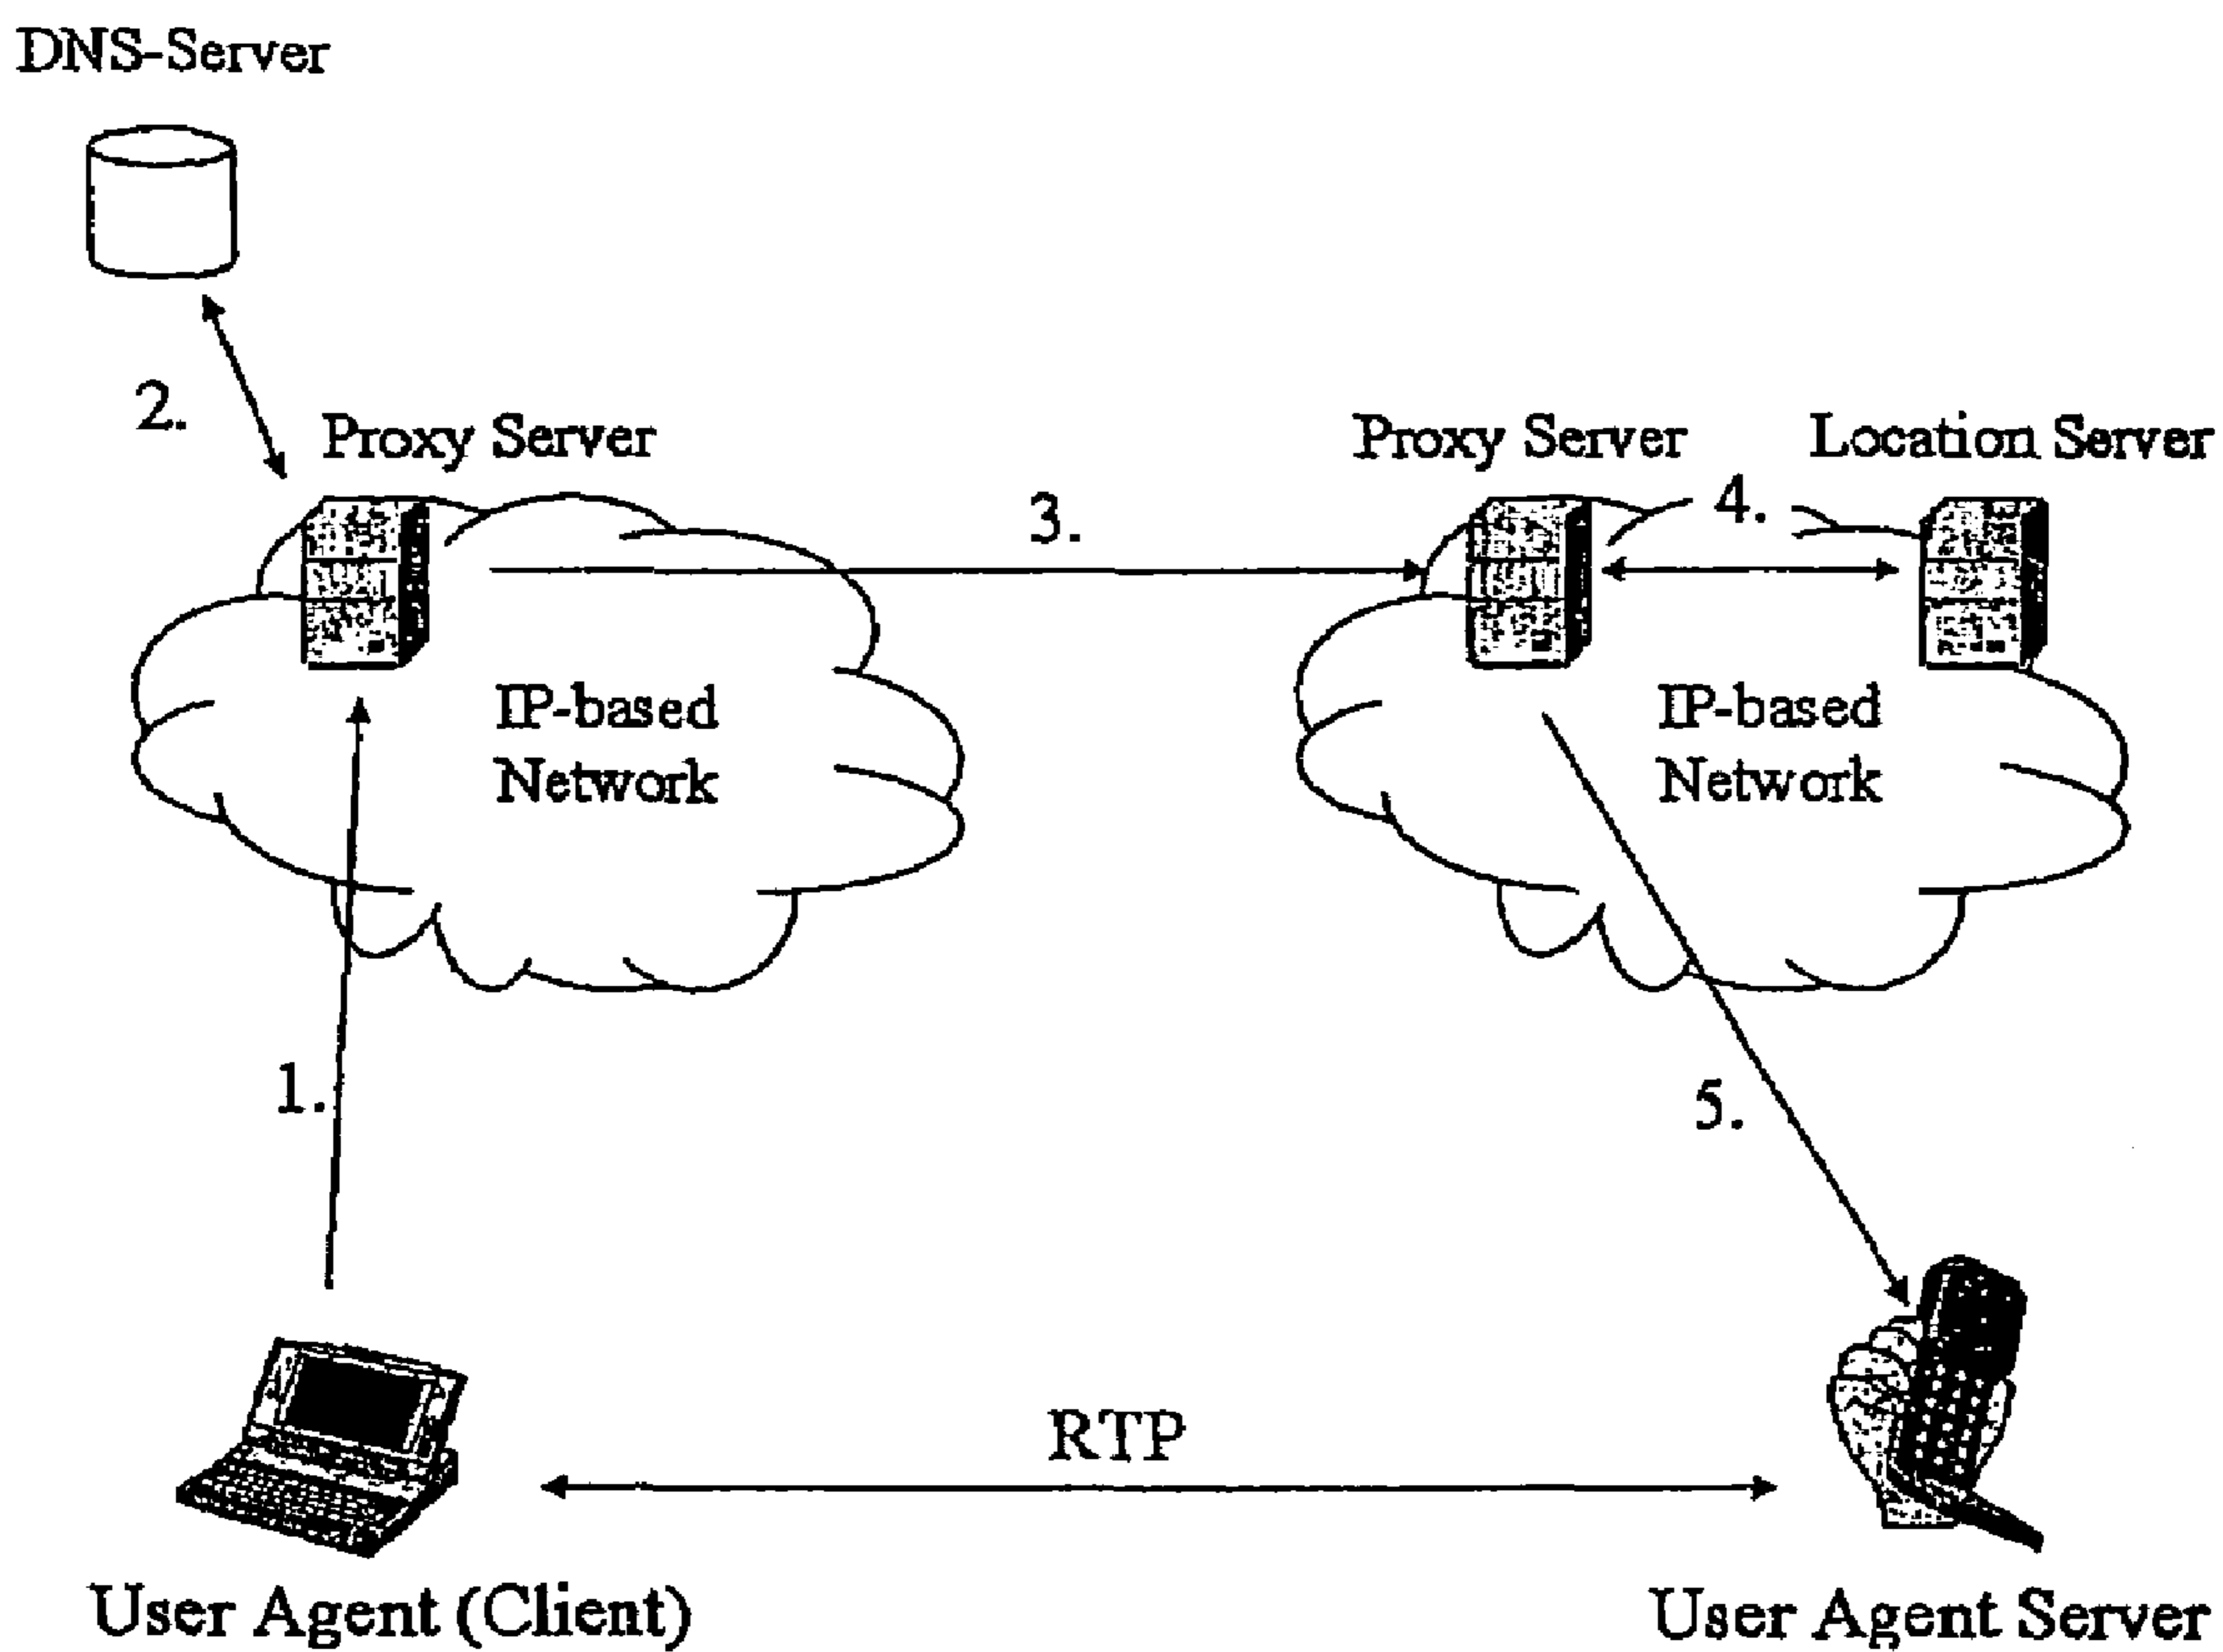 DNS-Server
2.
Proxy Server
Proxy Server
Location Server
3.
4.
IP-based
Network
IP-based
Network
1.
5.
RTP
User Agent (Client)
User Agent Server